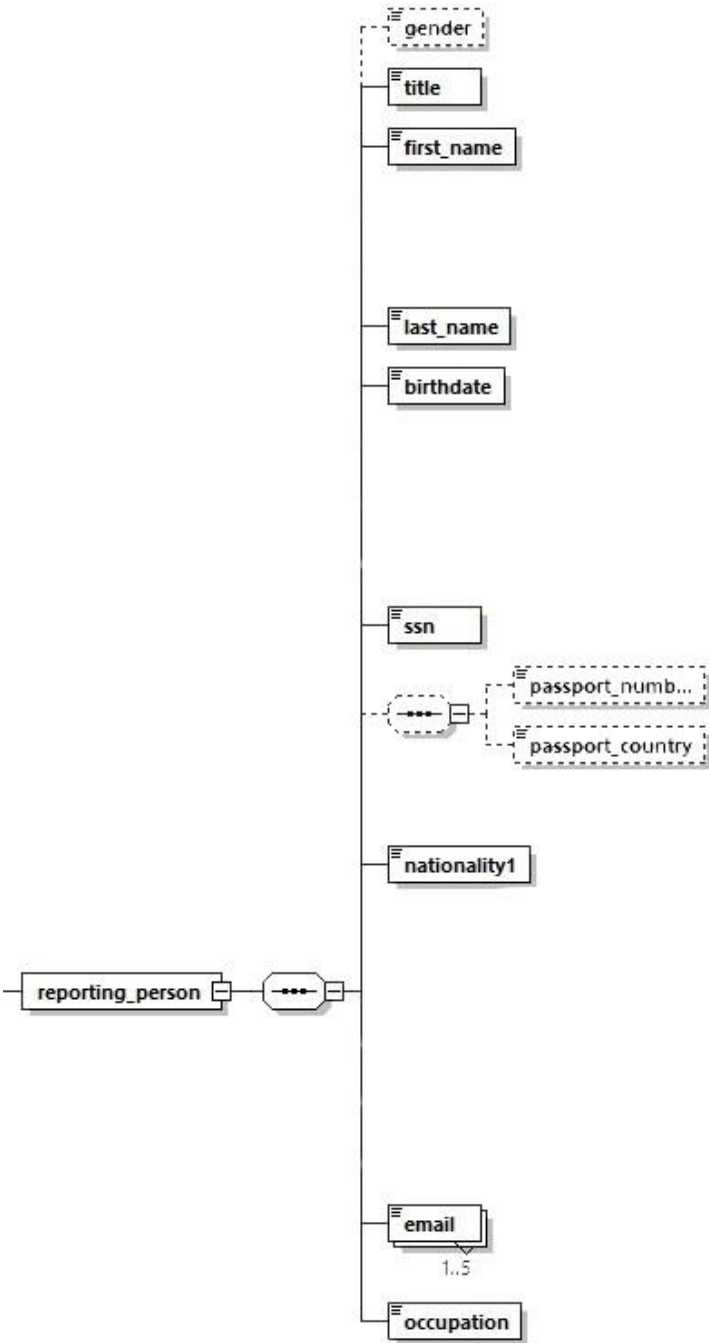 gender
title
first_name
last_name
birthdate
ssn
passport_numb...
passport_country
nationality1
reporting_person
email
1..5
occupation